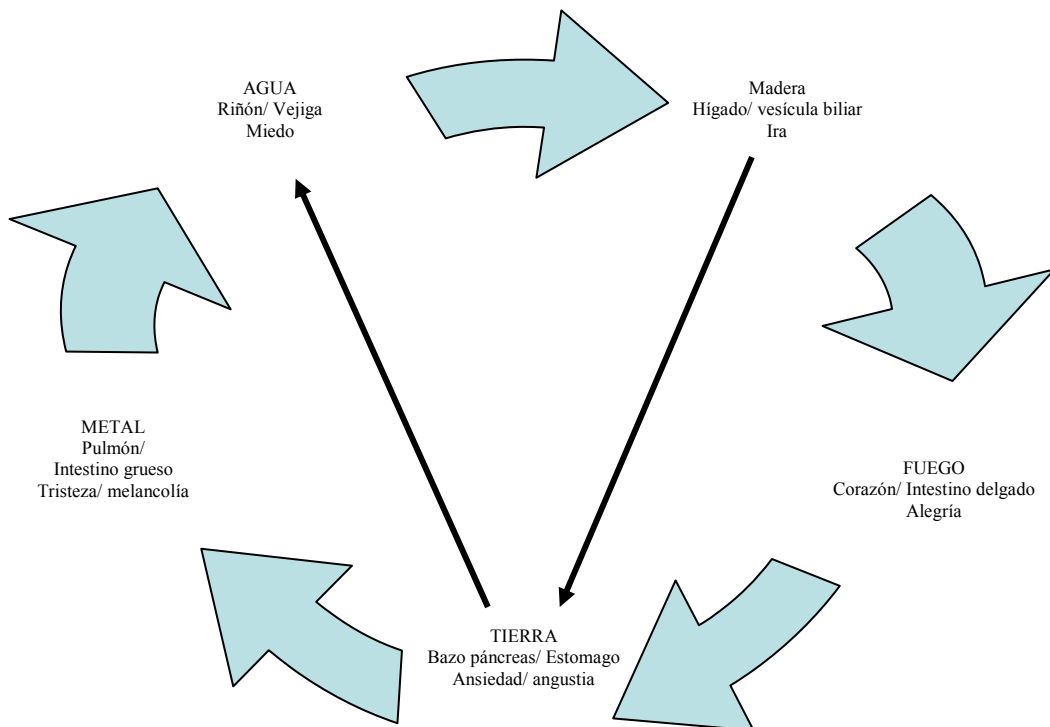 AGUA
Riñón/ Vejiga
Miedo
Madera
Hígado/ vesícula biliar
Ira
METAL
Pulmón/
Intestino grueso
Tristeza/ melancolía
FUEGO
Corazón/ Intestino delgado
Alegría
TIERRA
Bazo páncreas/ Estomago
Ansiedad/ angustia